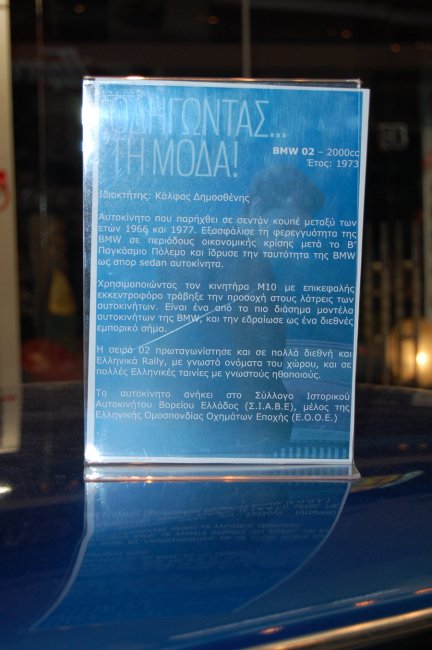 ΟΔΗΓΩΝΤΑΣ...
ΤΗ ΜΟΔΑ!
BMW 02 – 2000cc
Έτος: 1973
Ιδιοκτήτης: Κάλφας Δημοσθένης
Αυτοκίνητο που παρήχθει σε σεντάν κουπέ μεταξύ των
ετών 1966 και 1977. Εξασφάλισε τη φερεγγυότητα της
BMW σε περιόδους οικονομικής κρίσης μετά το Β'
Παγκόσμιο Πόλεμο και ίδρυσε την ταυτότητα της BMW
ως σπορ sedan αυτοκίνητο.
Χρησιμοποιώντας τον κινητήρα M10 με επικεφαλής
εκκεντροφόρο τράβηξε την προσοχή στους λάτρεις των
αυτοκινήτων. Είναι ένα από τα πιο διάσημα μοντέλα
αυτοκινήτων της BMW, και την εδραίωσε ως ένα διεθνές
εμπορικό σήμα.
Η σειρά 02 πρωταγωνίστησε και σε πολλά διεθνή και
Ελληνικά Rally, με γνωστά ονόματα του χώρου, και σε
πολλές Ελληνικές ταινίες με γνωστούς ηθοποιούς.
Το αυτοκίνητο ανήκει στο Σύλλογο Ιστορικού
Αυτοκινήτου Βορείου Ελλάδος (Σ.Ι.Α.Β.Ε), μέλος της
Ελληνικής Ομοσπονδίας Οχημάτων Εποχής (Ε.Ο.Ο.Ε.)